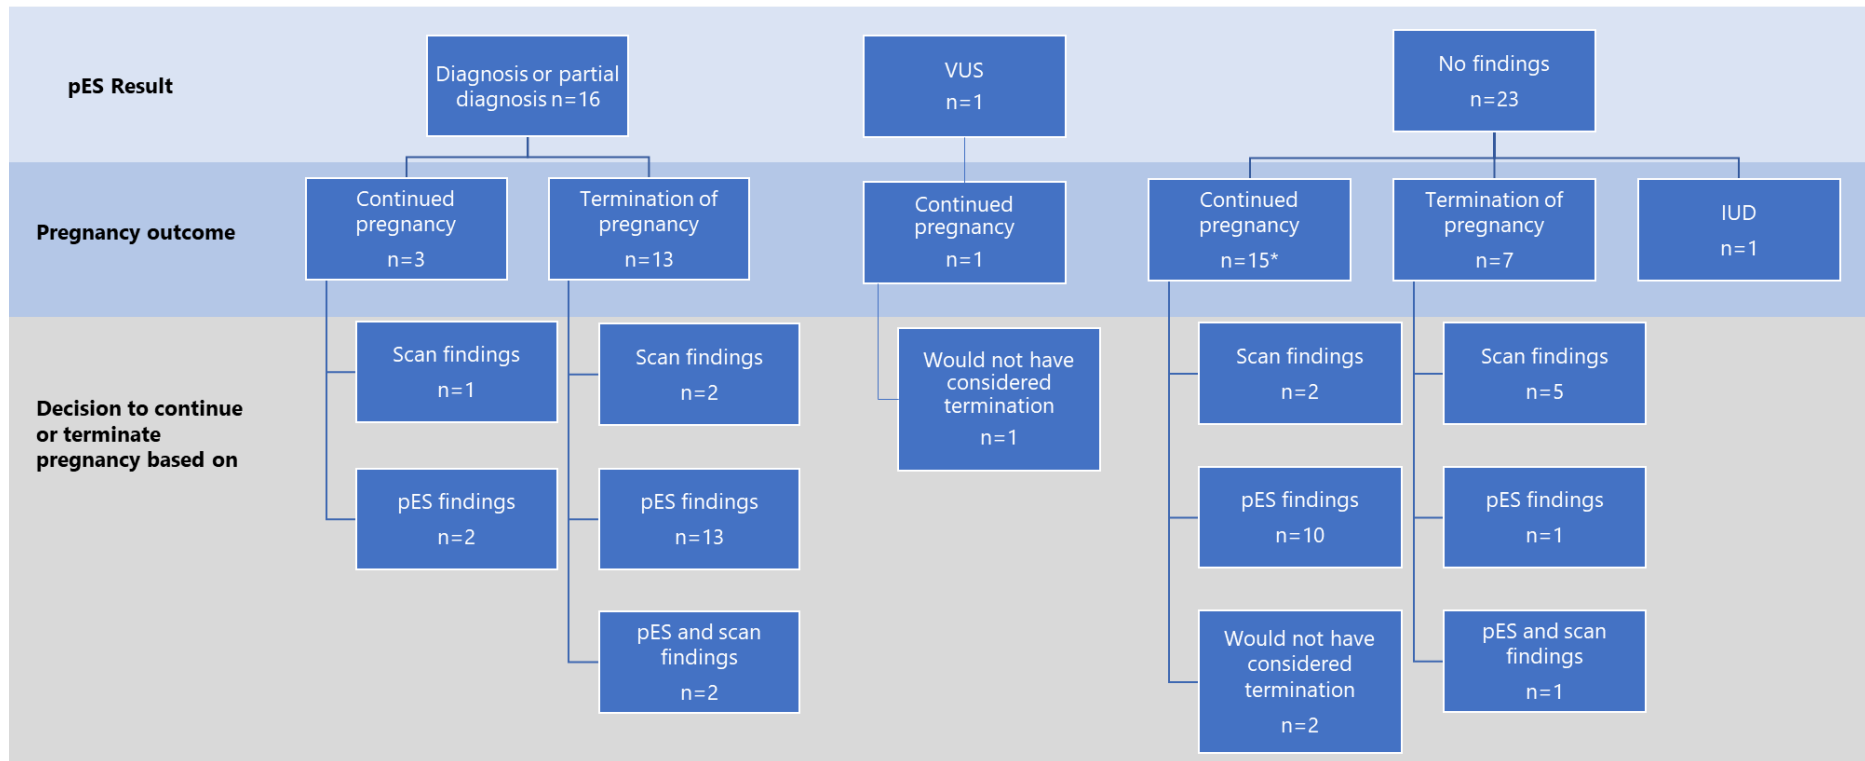 pES Result
Diagnosis or partial
diagnosis n=16
VUS
n=1
No findings
n=23
Pregnancy outcome
Continued
pregnancy
n=3
Termination of
pregnancy
n=13
Continued
pregnancy
n=1
Continued
pregnancy
n=15*
Termination of
pregnancy
n=7
IUD
n=1
Decision to continue
or terminate
pregnancy based on
Scan findings
n=1
pES findings
n=2
Scan findings
n=2
pES findings
n=13
pES and scan
findings
n=2
Would not have
considered
termination
n=1
Scan findings
n=2
pES findings
n=10
Would not have
considered
termination
n=2
Scan findings
n=5
pES findings
n=1
pES and scan
findings
n=1